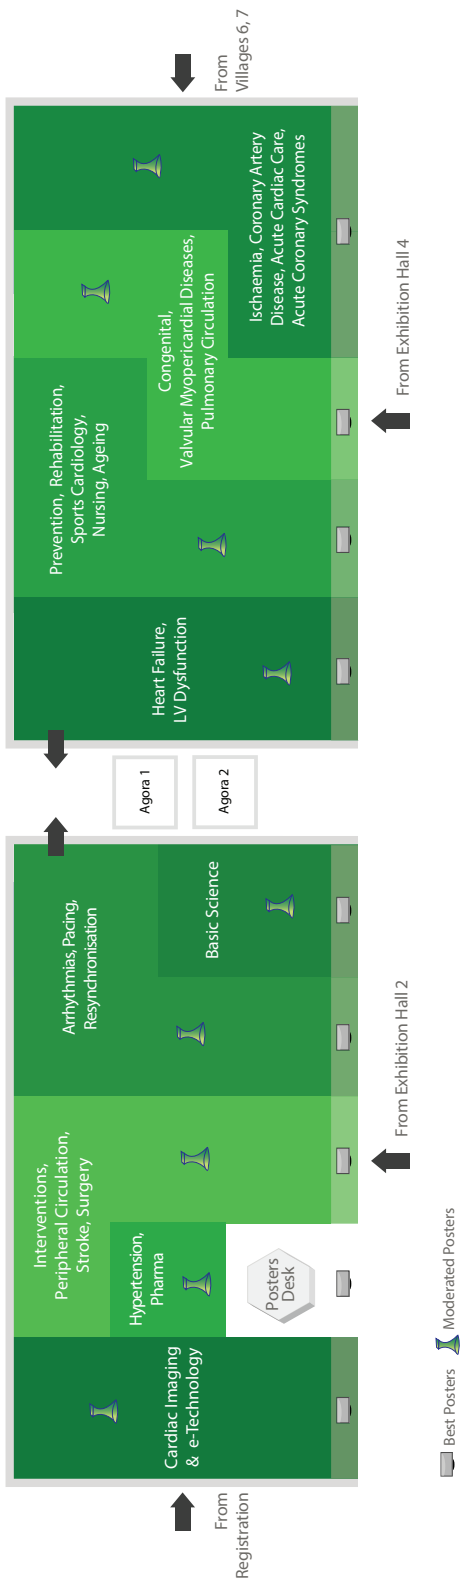 From
Registration
Cardiac Imaging
& e-Technology
Interventions,
Peripheral Circulation,
Stroke, Surgery
Hypertension,
Pharma
Posters
Desk
Arrhythmias, Pacing,
Resynchronisation
Basic Science
From Exhibition Hall 2
Agora 1
Agora 2
Heart Failure,
LV Dysfunction
Prevention, Rehabilitation,
Sports Cardiology,
Nursing, Ageing
Congenital,
Valvular Myopericardial Diseases,
Pulmonary Circulation
Ischaemia, Coronary Artery
Disease, Acute Cardiac Care,
Acute Coronary Syndromes
From Exhibition Hall 4
From
Villages 6, 7
Best Posters
Moderated Posters